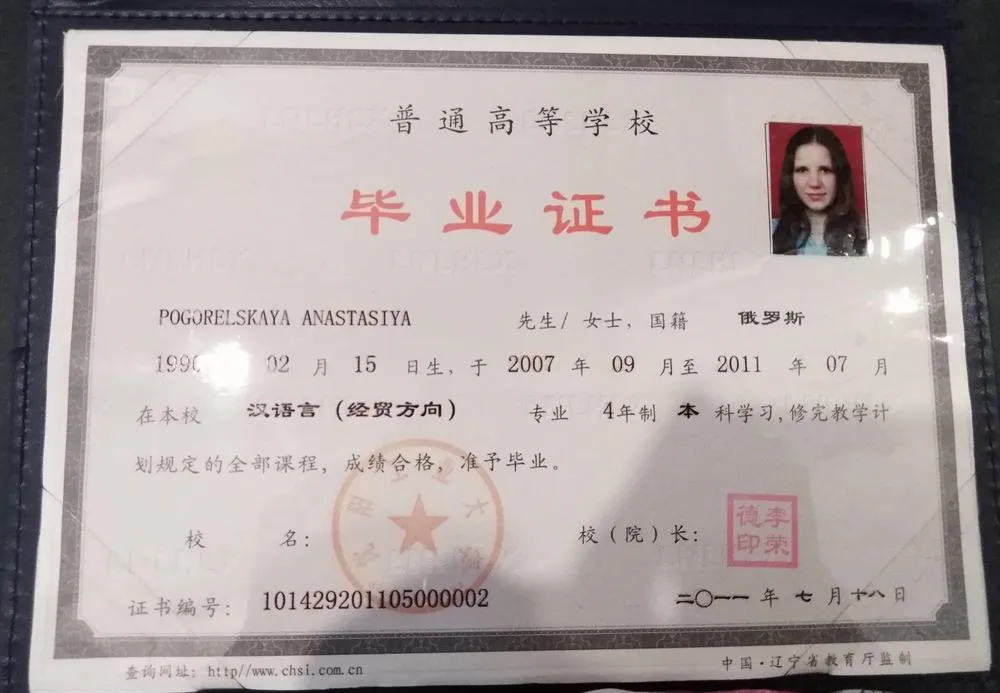 普通高等学校
毕业证书
POGORELSKAYA ANASTASIYA 先生/ 女士，国籍 俄罗斯
1990 02 月 15 日生，于 2007 年 09 月至 2011 年 07 月
在本校 汉语言（经贸方向） 专业 4年制 本 科学习，修完教学计
划规定的全部课程，成绩合格，准予毕业。
校 名： 校（院）长：
李荣德印
证书编号： 101429201105000002 二〇一一 年 七 月 十八 日
查询网址：http//www.chsi.com.cn 中国·辽宁省教育厅监制